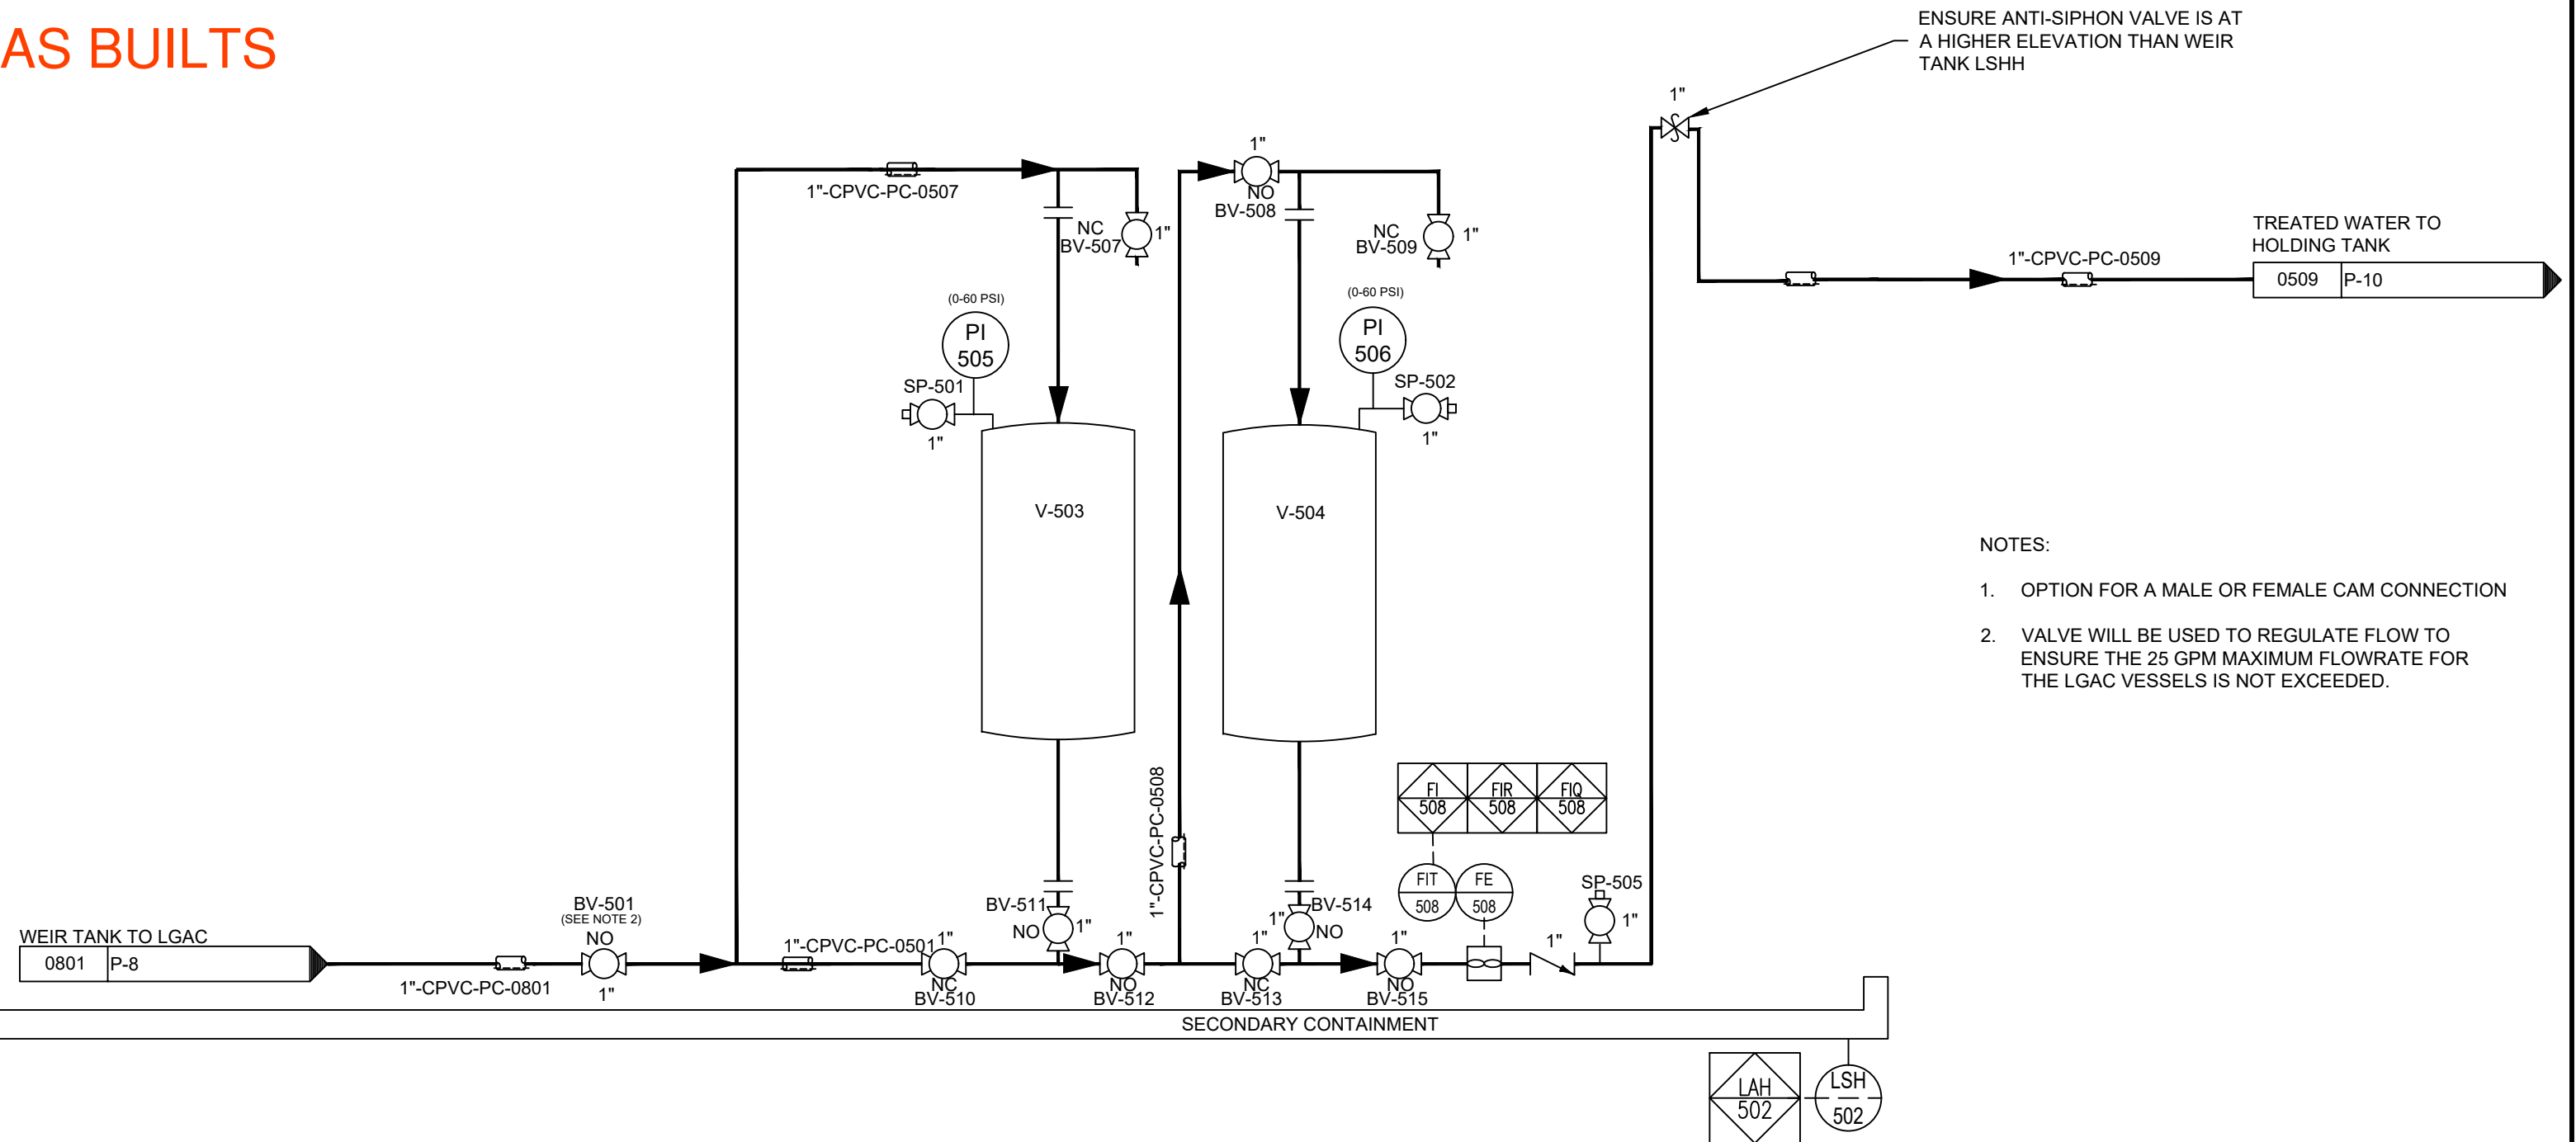 AS BUILTS
ENSURE ANTI-SIPHON VALVE IS AT
A HIGHER ELEVATION THAN WEIR
TANK LSHH
1"
1"
1"-CPVC-PC-0507
NO
BV-508
NC
BV-507
1"
NC
BV-509
1"
TREATED WATER TO
HOLDING TANK
1"-CPVC-PC-0509
0509
P-10
(0-60 PSI)
PI
505
SP-501
1"
(0-60 PSI)
PI
506
SP-502
1"
V-503
V-504
NOTES:
1. OPTION FOR A MALE OR FEMALE CAM CONNECTION
2. VALVE WILL BE USED TO REGULATE FLOW TO
ENSURE THE 25 GPM MAXIMUM FLOWRATE FOR
THE LGAC VESSELS IS NOT EXCEEDED.
1"-CPVC-PC-0508
FI
508
FIR
508
FIQ
508
FIT
508
FE
508
SP-505
1"
WEIR TANK TO LGAC
0801
P-8
1"-CPVC-PC-0801
BV-501
(SEE NOTE 2)
NO
1"
1"-CPVC-PC-0501
1"
NC
BV-510
BV-511
NO
1"
1"
NO
BV-512
1"
NC
BV-513
BV-514
1"
NO
1"
NO
BV-515
1"
SECONDARY CONTAINMENT
LAH
502
LSH
502